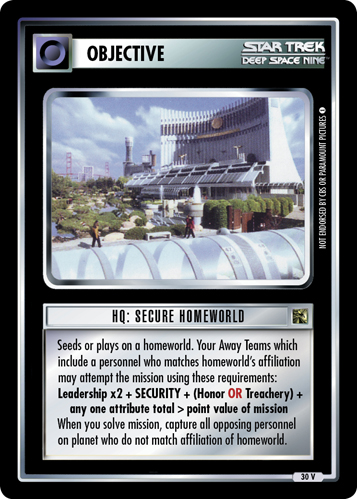 OBJECTIVE
STAR TREK
DEEP SPACE NINE™
NOT ENDORSED BY CBS OR PARAMOUNT PICTURES
HQ: SECURE HOMEWORLD
Seeds or plays on a homeworld. Your Away Teams which
include a personnel who matches homeworld's affiliation
may attempt the mission using these requirements:
Leadership x2 + SECURITY + (Honor OR Treachery) +
any one attribute total > point value of mission
When you solve mission, capture all opposing personnel
on planet who do not match affiliation of homeworld.
30 V